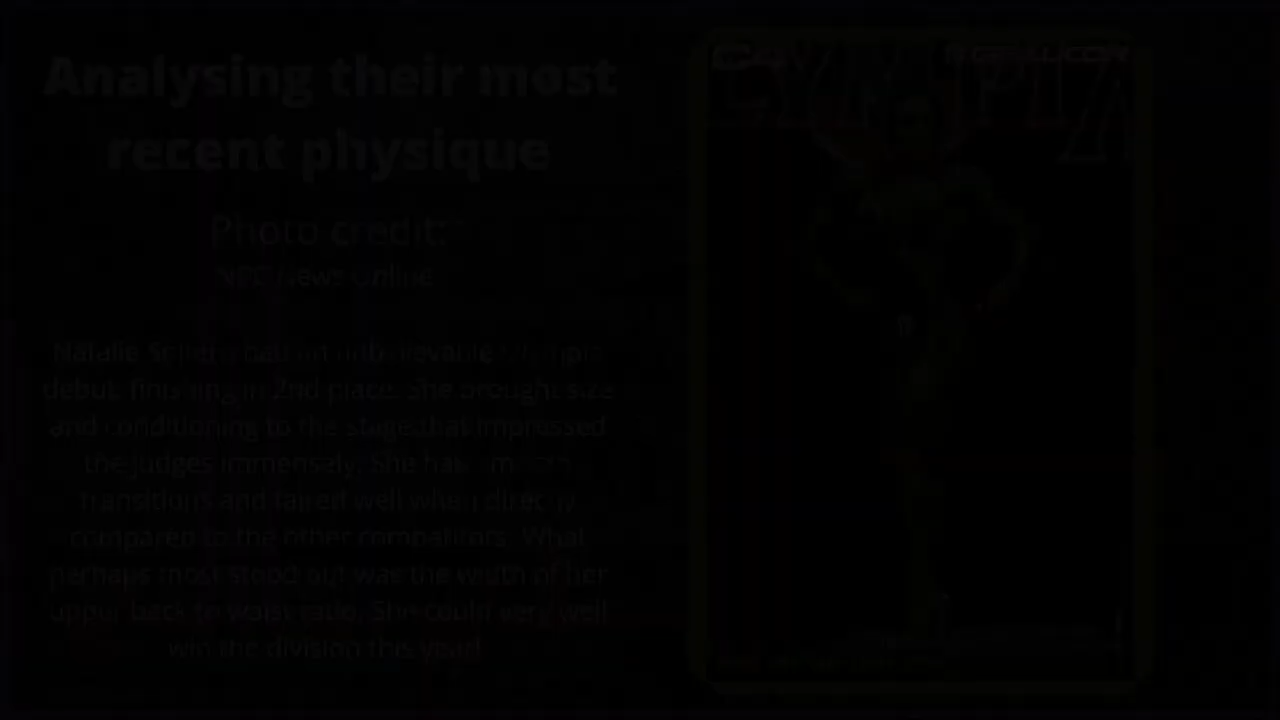 Analysing their most
recent physique
Photo credit:
NPC News Online
Natalie had an unbelievable Olympia
debut, finishing in 2nd place. She brought size
and conditioning to the stage that impressed
the judges immensely. She has smooth
transitions and faired well when directly
compared to the other competitors. What
perhaps most stood out was the width of her
upper back to waist ratio. She could very well
win the division this year!
OLYMPIA